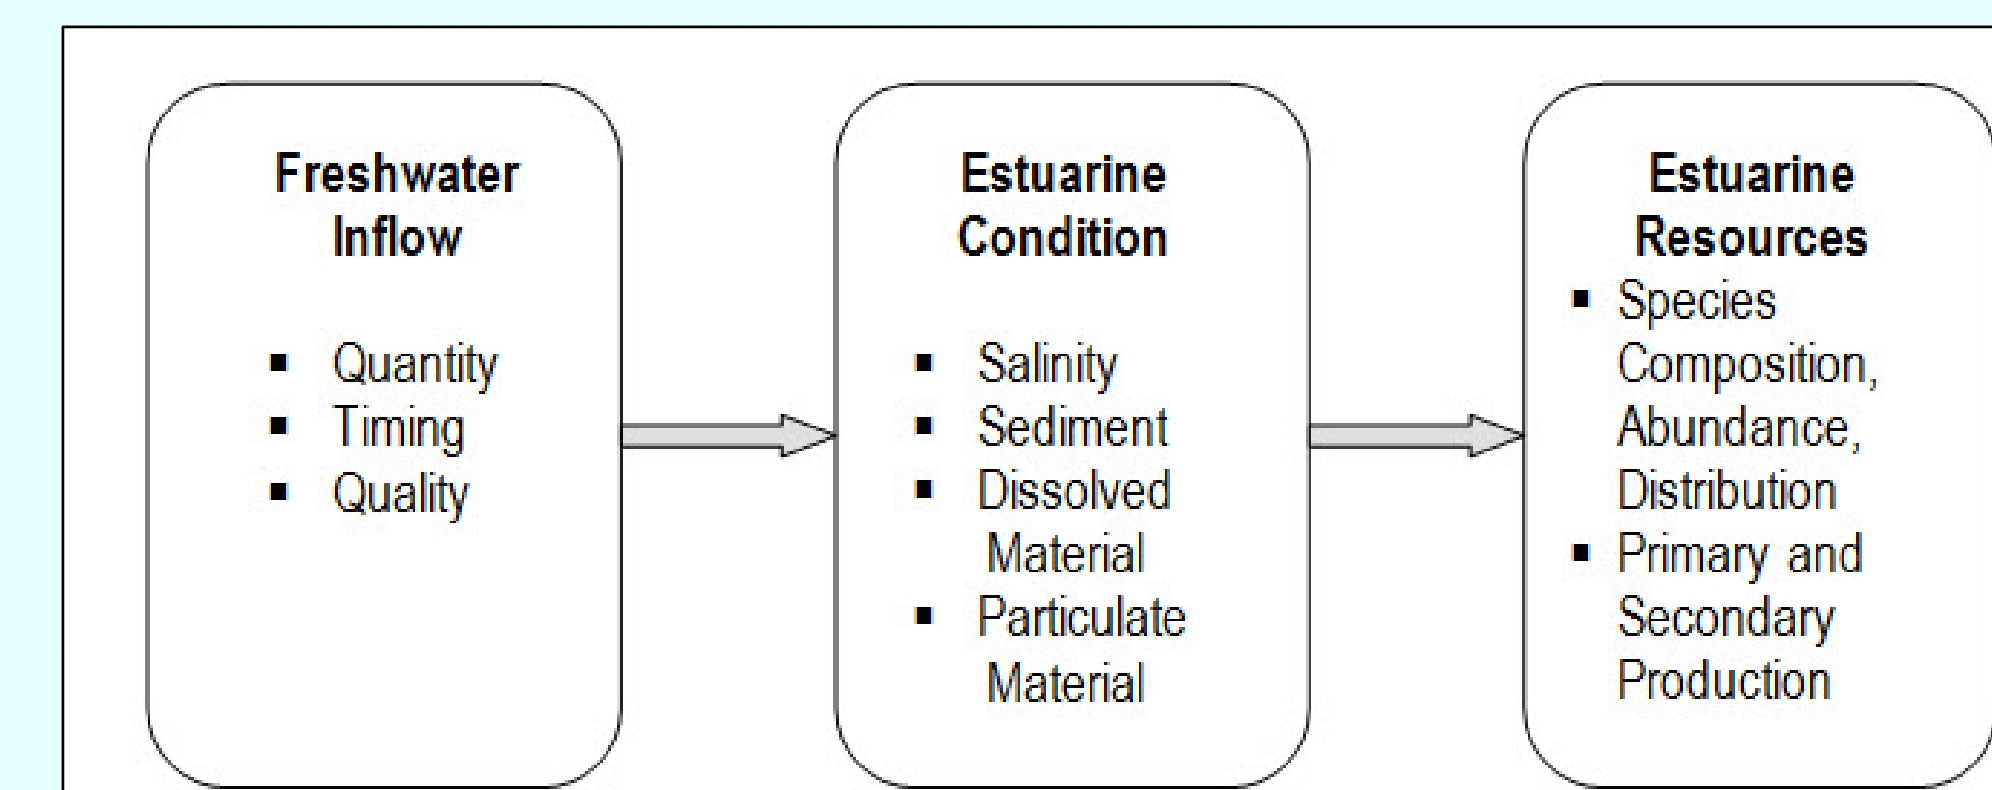 Freshwater
Inflow
▪ Quantity
▪ Timing
▪ Quality
Estuarine
Condition
▪ Salinity
▪ Sediment
▪ Dissolved
Material
▪ Particulate
Material
Estuarine
Resources
▪ Species
Composition,
Abundance,
Distribution
▪ Primary and
Secondary
Production